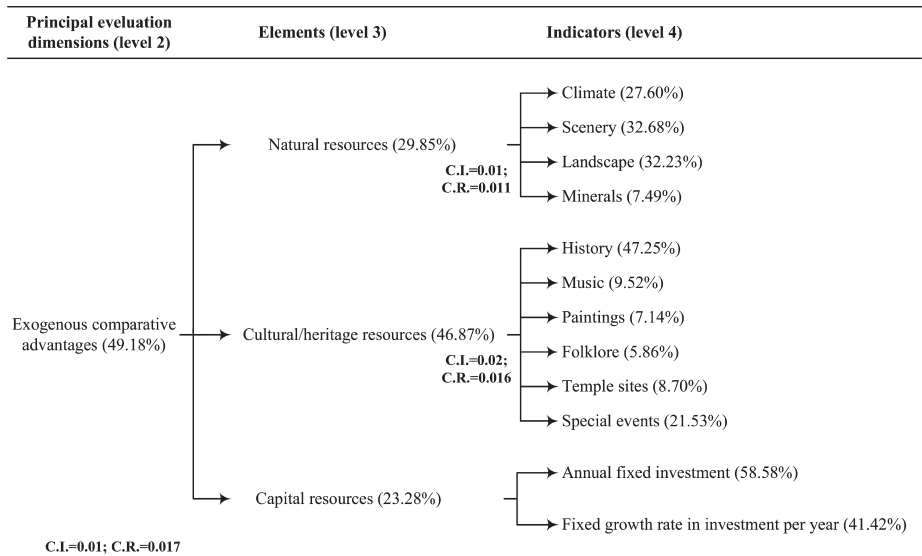 Principal eveluation
dimensions (level 2)
Elements (level 3)
Indicators (level 4)
Climate (27.60%)
Scenery (32.68%)
Natural resources (29.85%)
C.I.=0.01;
C.R.=0.011
Landscape (32.23%)
Minerals (7.49%)
History (47.25%)
Music (9.52%)
Paintings (7.14%)
Exogenous comparative
advantages (49.18%)
Cultural/heritage resources (46.87%)
C.I.=0.02;
C.R.=0.016
Folklore (5.86%)
Temple sites (8.70%)
Special events (21.53%)
Annual fixed investment (58.58%)
Capital resources (23.28%)
Fixed growth rate in investment per year (41.42%)
C.I.=0.01; C.R.=0.017